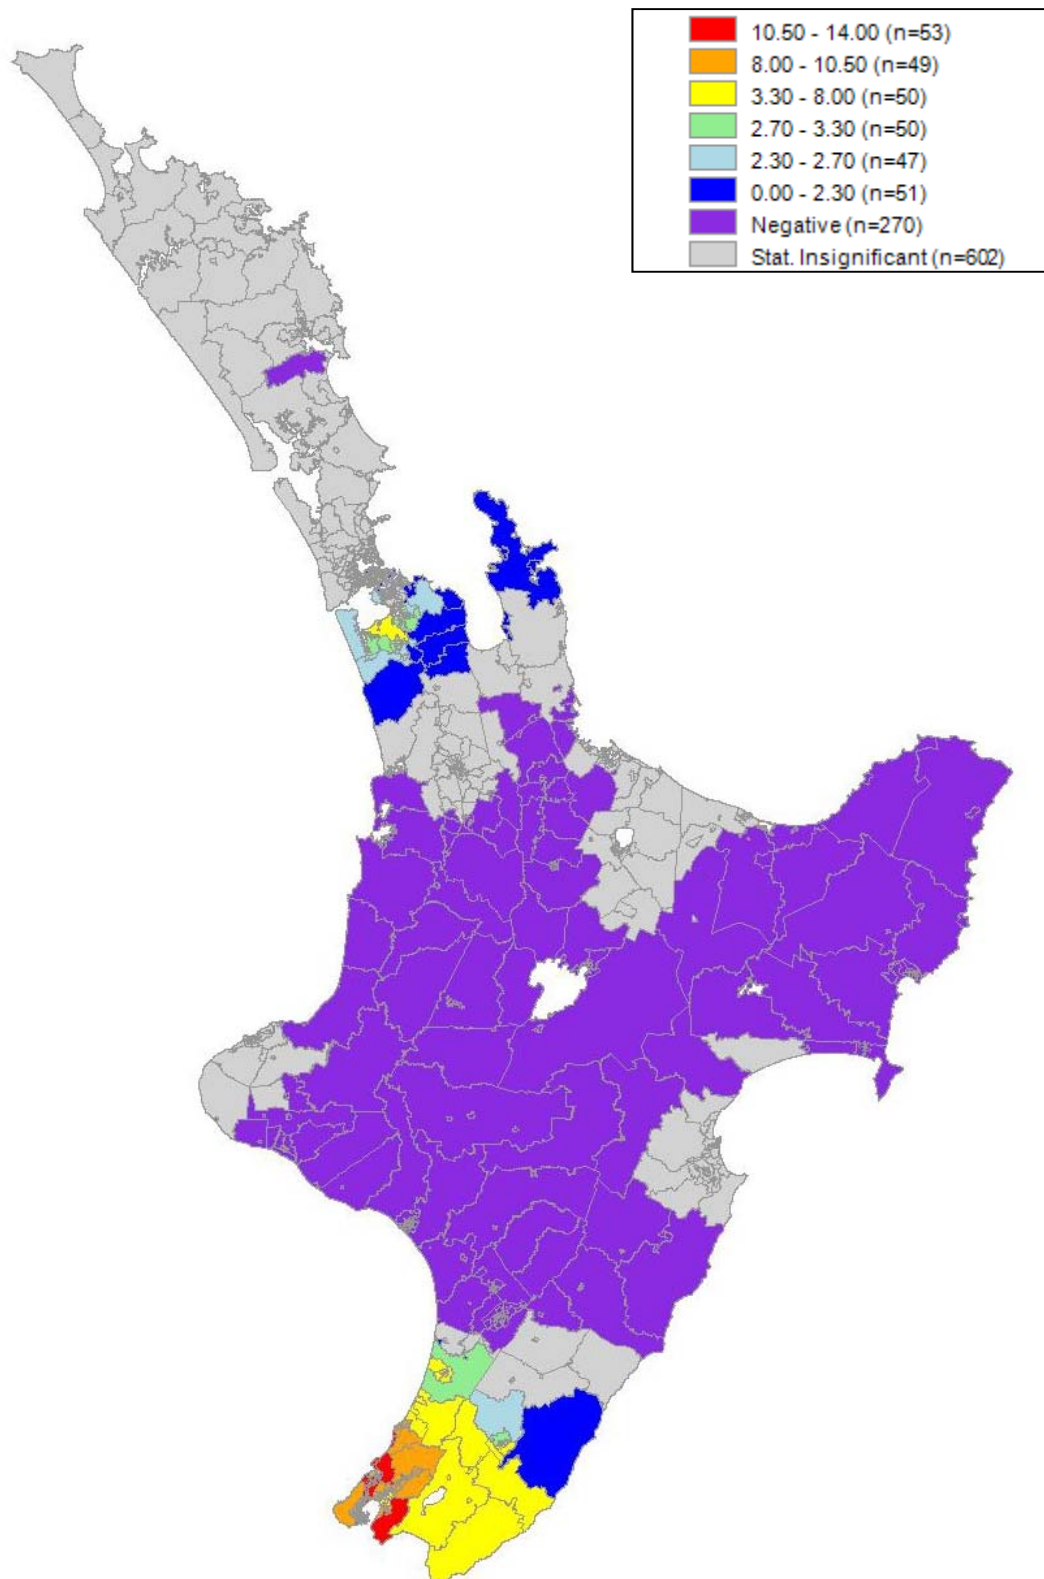 10.50 - 14.00 (n=53)
8.00 - 10.50 (n=49)
3.30 - 8.00 (n=50)
2.70 - 3.30 (n=50)
2.30 - 2.70 (n=47)
0.00 - 2.30 (n=51)
Negative (n=270)
Stat. Insignificant (n=602)